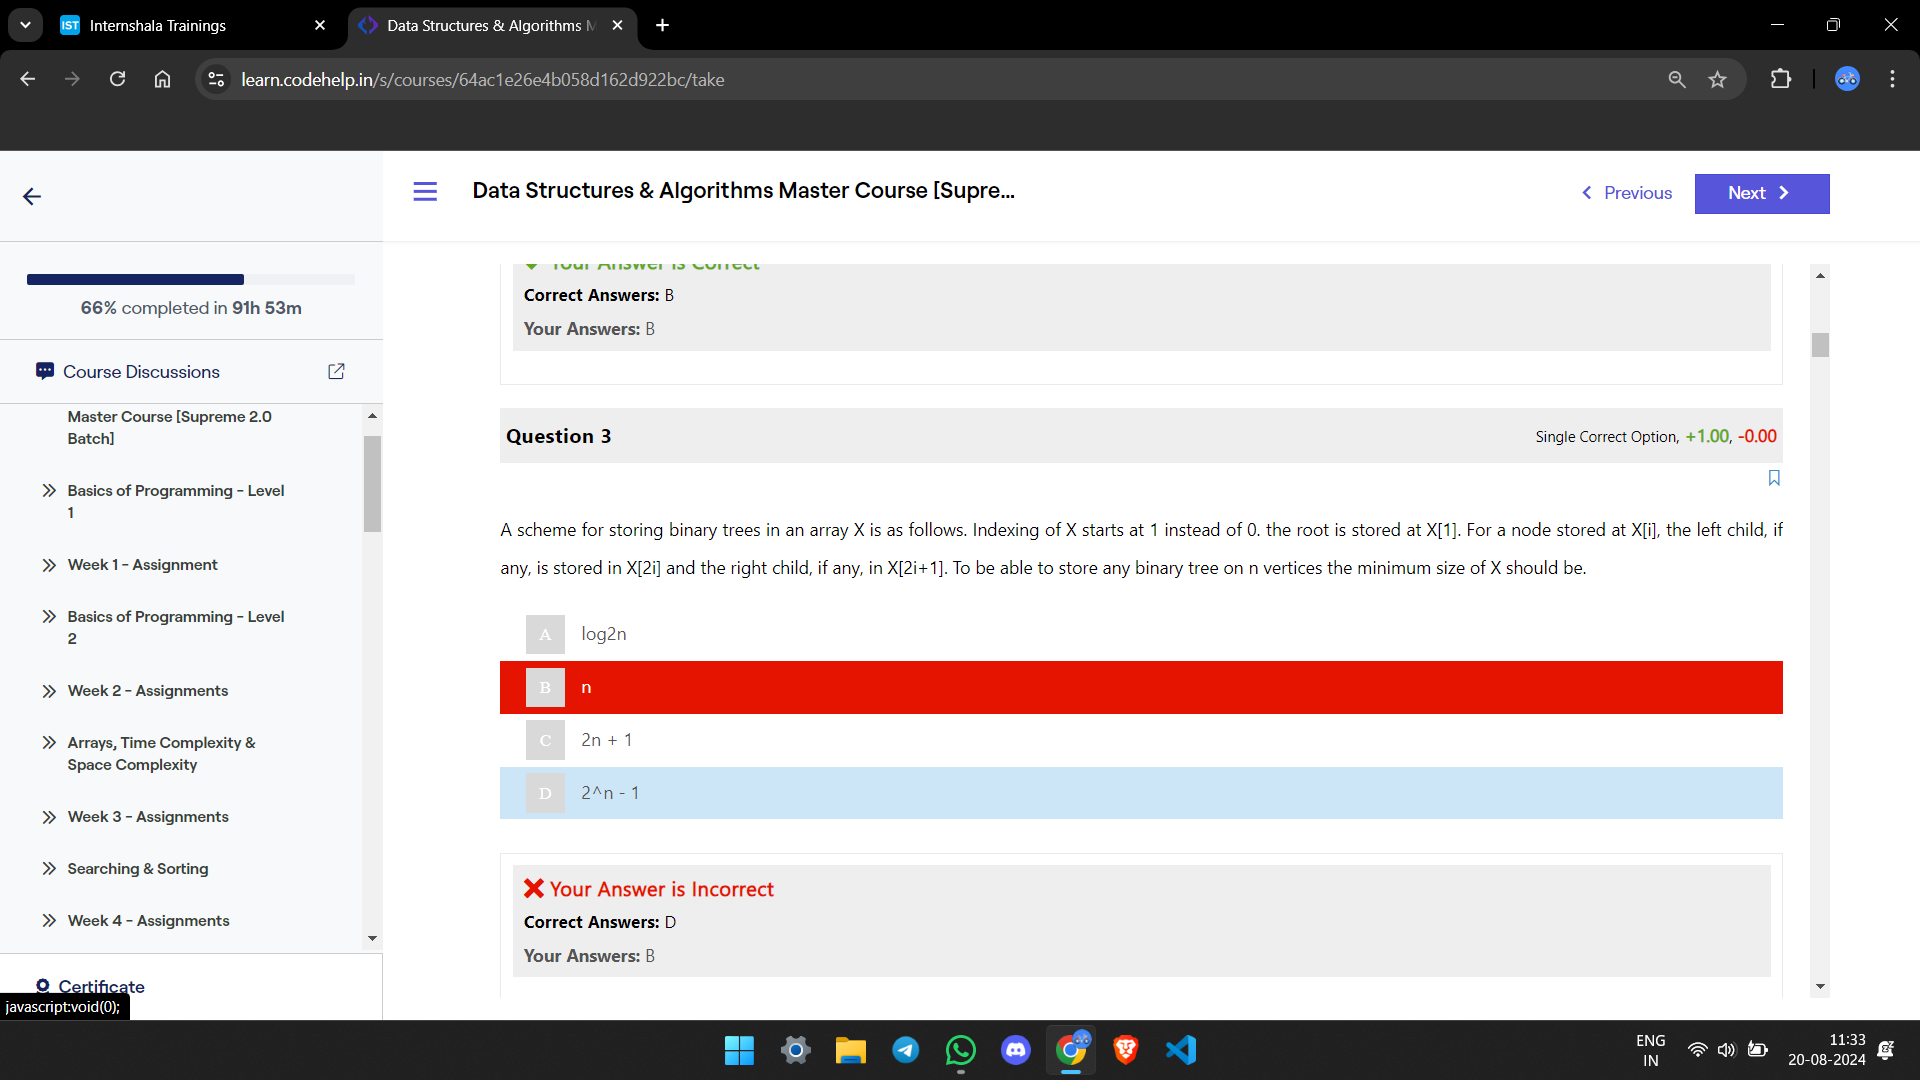 Internshala Trainings
Data Structures & Algorithms M
learn.codehelp.in/s/courses/64ac1e26e4b058d162d922bc/take
Data Structures & Algorithms Master Course [Supre...
Previous
Next
66% completed in 91h 53m
Course Discussions
Master Course [Supreme 2.0
Batch]
Basics of Programming - Level
1
Week 1 - Assignment
Basics of Programming - Level
2
Week 2 - Assignments
Arrays, Time Complexity &
Space Complexity
Week 3 - Assignments
Searching & Sorting
Week 4 - Assignments
Certificate
javascript:void(0);
Your Answer is Correct
Correct Answers: B
Your Answers: B
Question 3
Single Correct Option, +1.00, -0.00
A scheme for storing binary trees in an array X is as follows. Indexing of X starts at 1 instead of 0. the root is stored at X[1]. For a node stored at X[i], the left child, if
any, is stored in X[2i] and the right child, if any, in X[2i+1]. To be able to store any binary tree on n vertices the minimum size of X should be.
A log2n
B n
C 2n + 1
D 2^n - 1
Your Answer is Incorrect
Correct Answers: D
Your Answers: B
ENG
IN
11:33
20-08-2024